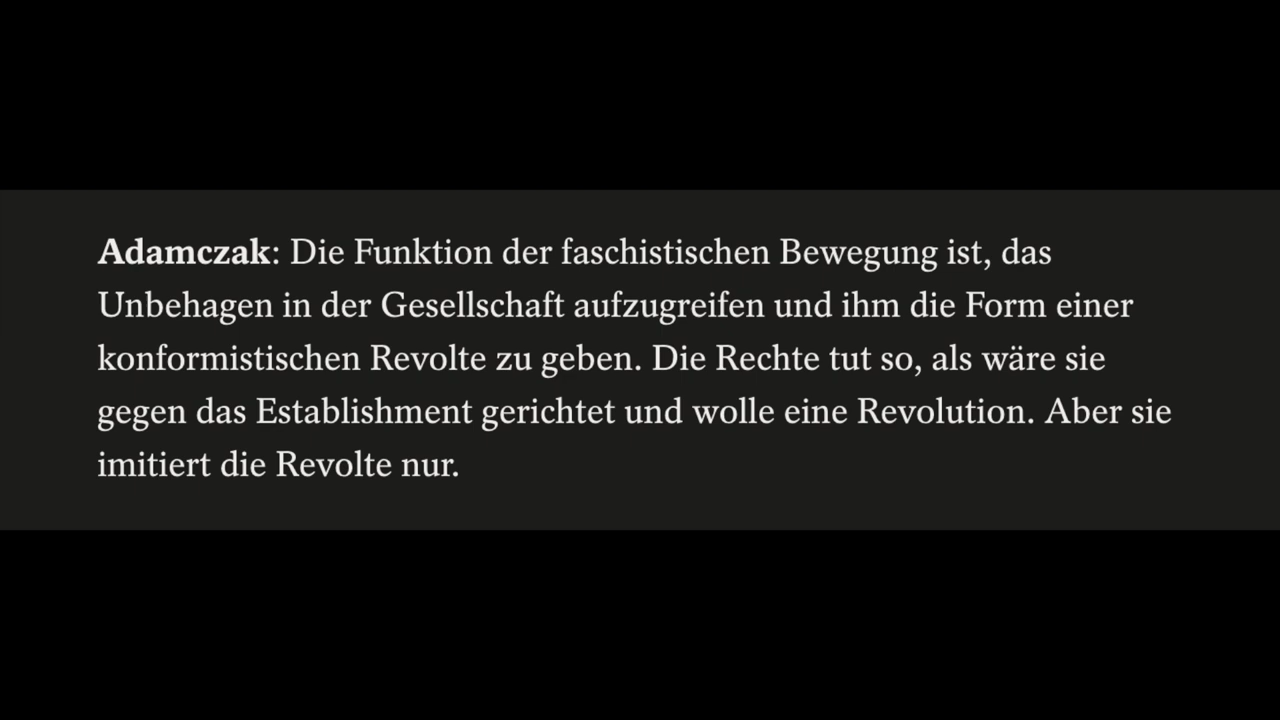 Adamczak: Die Funktion der faschistischen Bewegung ist, das
Unbehagen in der Gesellschaft aufzugreifen und ihm die Form einer
konformistischen Revolte zu geben. Die Rechte tut so, als wäre sie
gegen das Establishment gerichtet und wolle eine Revolution. Aber sie
imitiert die Revolte nur.